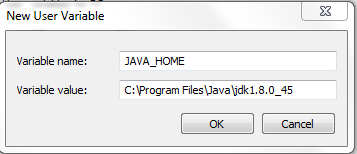 New User Variable
Variable name: JAVA_HOME
Variable value: C:\Program Files\Java\jdk1.8.0_45
OK Cancel